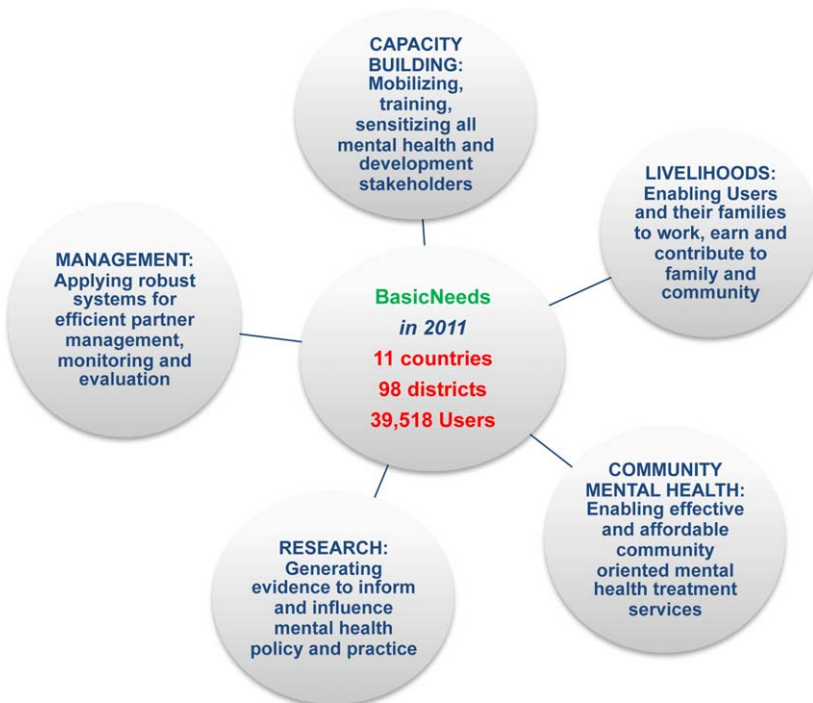 CAPACITY
BUILDING:
Mobilizing,
training,
sensitizing all
mental health and
development
stakeholders
LIVELIHOODS:
Enabling Users
and their families
to work, earn and
contribute to
family and
community
MANAGEMENT:
Applying robust
systems for
efficient partner
management,
monitoring and
evaluation
BasicNeeds
in 2011
11 countries
98 districts
39,518 Users
COMMUNITY
MENTAL HEALTH:
Enabling effective
and affordable
community
oriented mental
health treatment
services
RESEARCH:
Generating
evidence to inform
and influence
mental health
policy and practice